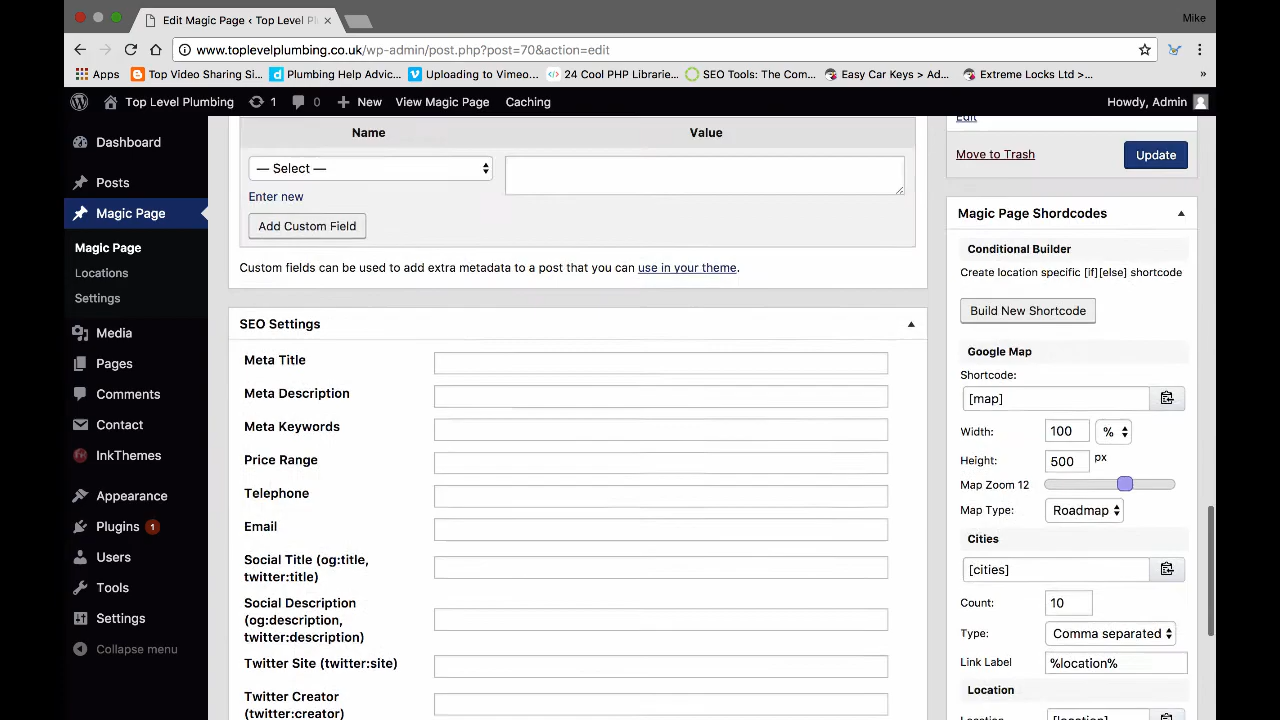 Edit Magic Page ‹ Top Level Pl
Mike
www.toplevelplumbing.co.uk/wp-admin/post.php?post=70&action=edit
Apps
Top Video Sharing Si...
Plumbing Help Advic...
Uploading to Vimeo...
24 Cool PHP Librarie...
SEO Tools: The Com...
Easy Car Keys > Ad...
Extreme Locks Ltd >...
»
Top Level Plumbing
1
0
New
View Magic Page
Caching
Howdy, Admin
Dashboard
Posts
Magic Page
Magic Page
Locations
Settings
Media
Pages
Comments
Contact
InkThemes
Appearance
Plugins 1
Users
Tools
Settings
Collapse menu
Name
Value
— Select —
Enter new
Add Custom Field
Custom fields can be used to add extra metadata to a post that you can use in your theme.
SEO Settings
Meta Title
Meta Description
Meta Keywords
Price Range
Telephone
Email
Social Title (og:title,
twitter:title)
Social Description
(og:description,
twitter:description)
Twitter Site (twitter:site)
Twitter Creator
(twitter:creator)
Edit
Move to Trash
Update
Magic Page Shordcodes
Conditional Builder
Create location specific [if][else] shortcode
Build New Shortcode
Google Map
Shortcode:
[map]
Width:
100
%
Height:
500
px
Map Zoom 12
Map Type:
Roadmap
Cities
[cities]
Count:
10
Type:
Comma separated
Link Label
%location%
Location
Location
[location]